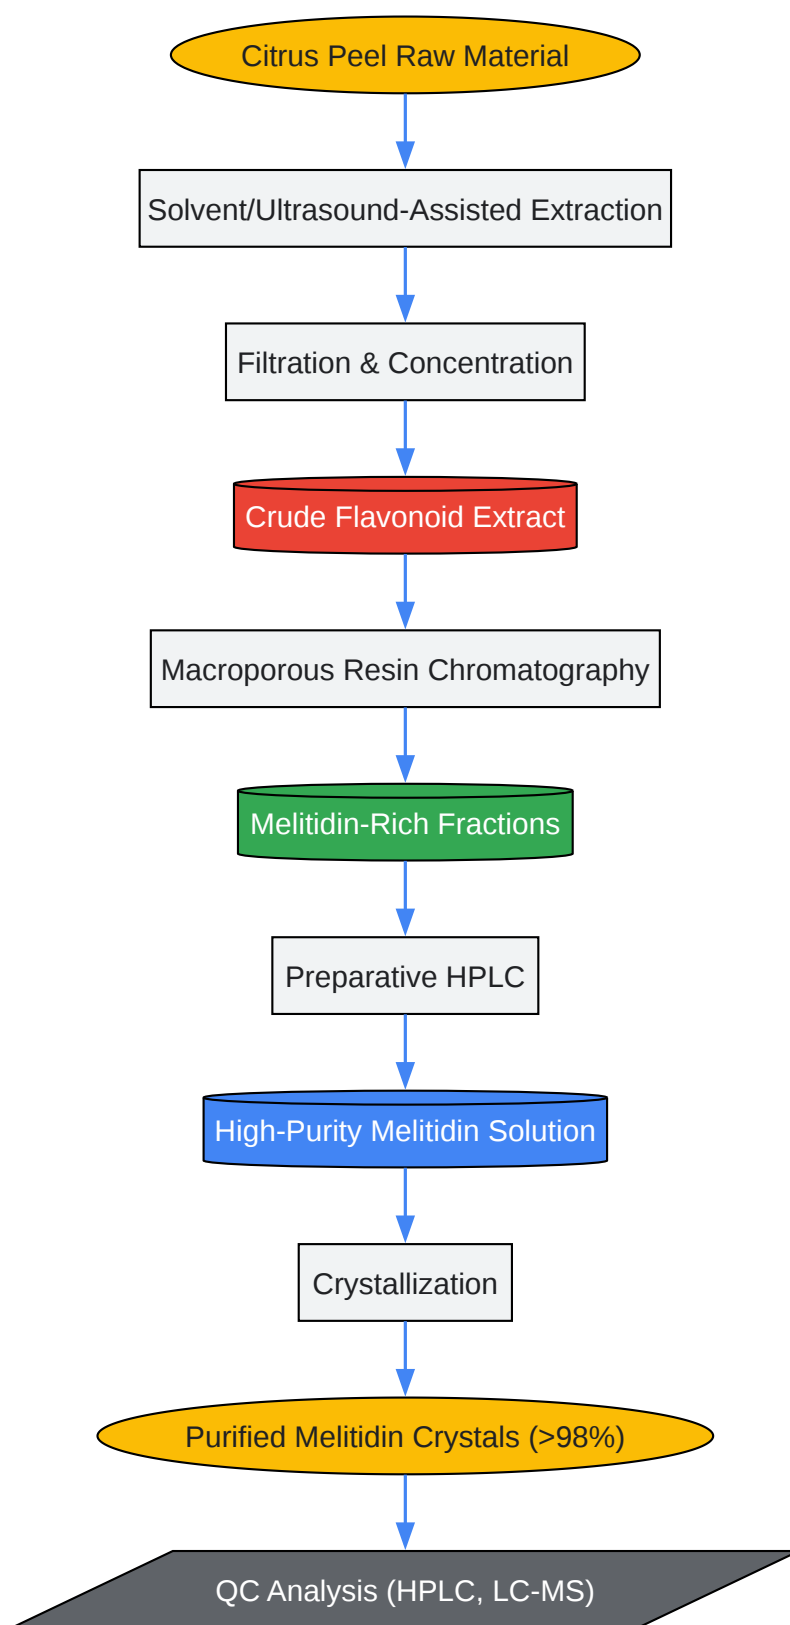 Citrus Peel Raw Material
Solvent/Ultrasound-Assisted Extraction
Filtration & Concentration
Crude Flavonoid Extract
Macroporous Resin Chromatography
Melitidin-Rich Fractions
Preparative HPLC
High-Purity Melitidin Solution
Crystallization
Purified Melitidin Crystals (>98%)
QC Analysis (HPLC, LC-MS)